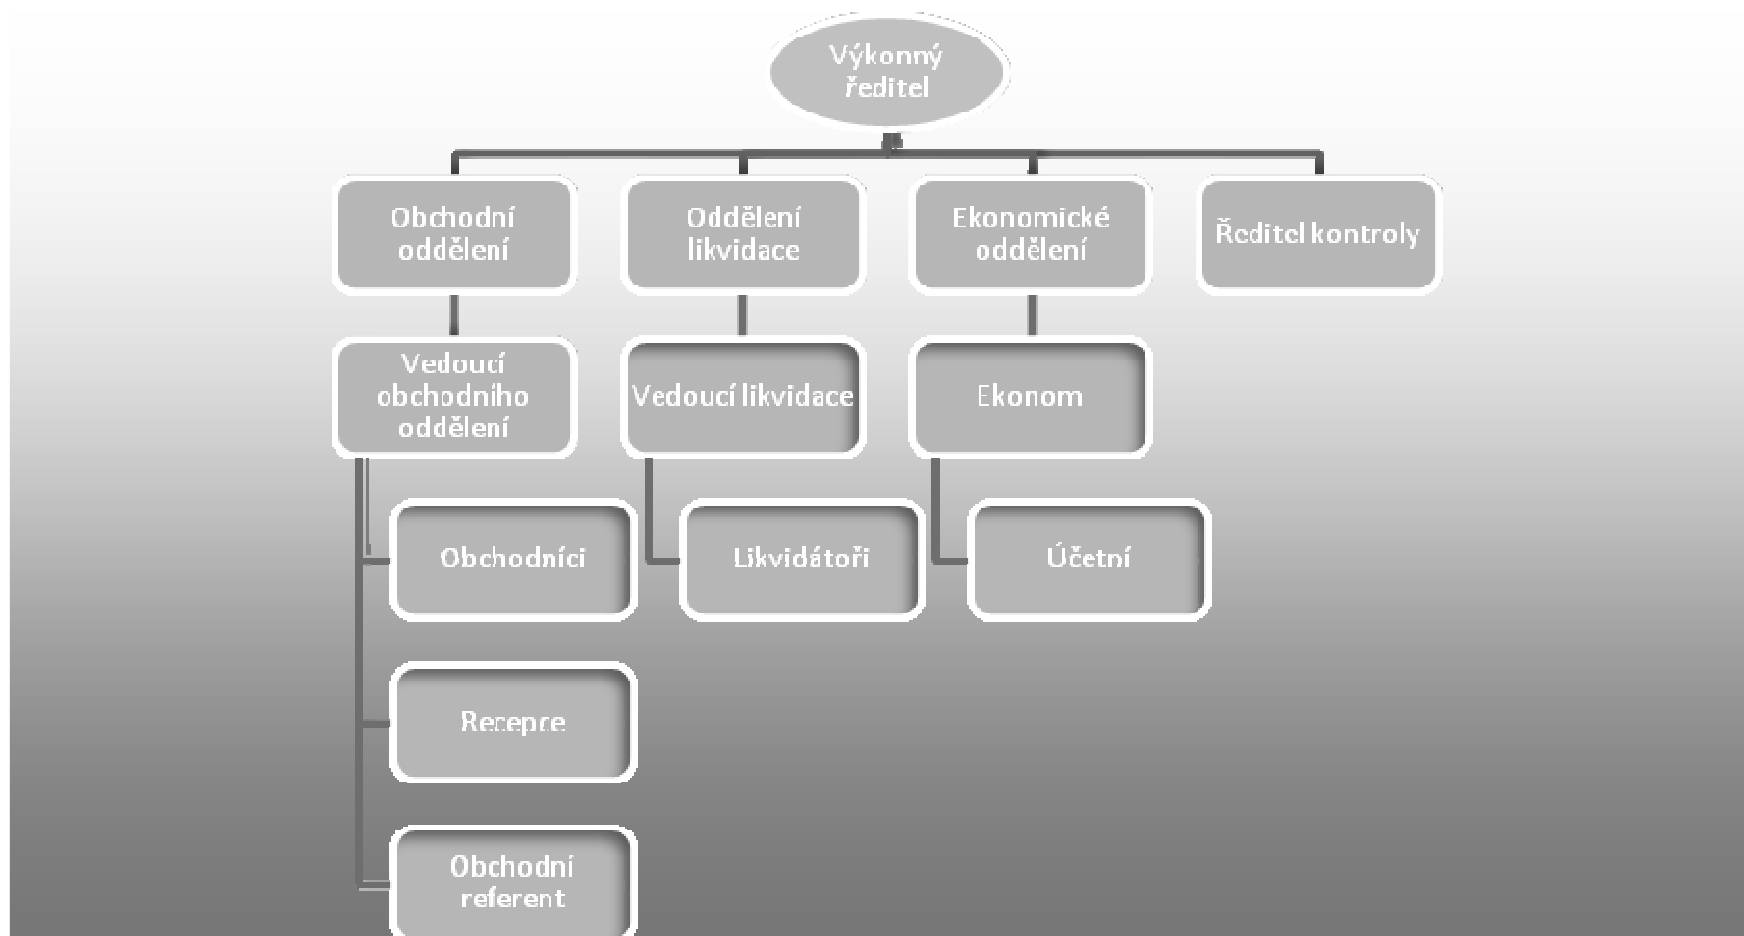 Výkonný
ředitel
Obchodní
oddělení
Oddělení
likvidace
Ekonomické
oddělení
Ředitel kontroly
Vedoucí
obchodního
oddělení
Vedoucí likvidace
Ekonom
Obchodníci
Likvidátoři
Účetní
Recepce
Obchodní
referent